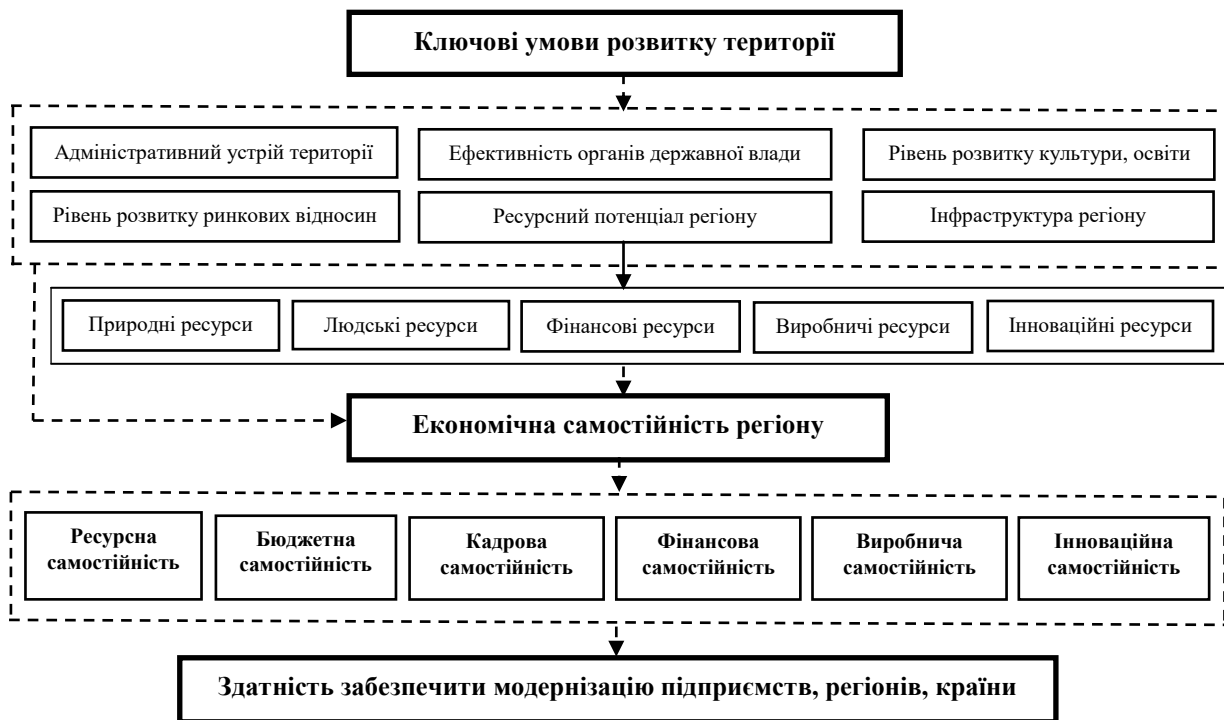 Ключові умови розвитку території
Адміністративний устрій території
Ефективність органів державної влади
Рівень розвитку культури, освіти
Рівень розвитку ринкових відносин
Ресурсний потенціал регіону
Інфраструктура регіону
Природні ресурси
Людські ресурси
Фінансові ресурси
Виробничі ресурси
Інноваційні ресурси
Економічна самостійність регіону
Ресурсна
самостійність
Бюджетна
самостійність
Кадрова
самостійність
Фінансова
самостійність
Виробнича
самостійність
Інноваційна
самостійність
Здатність забезпечити модернізацію підприємств, регіонів, країни